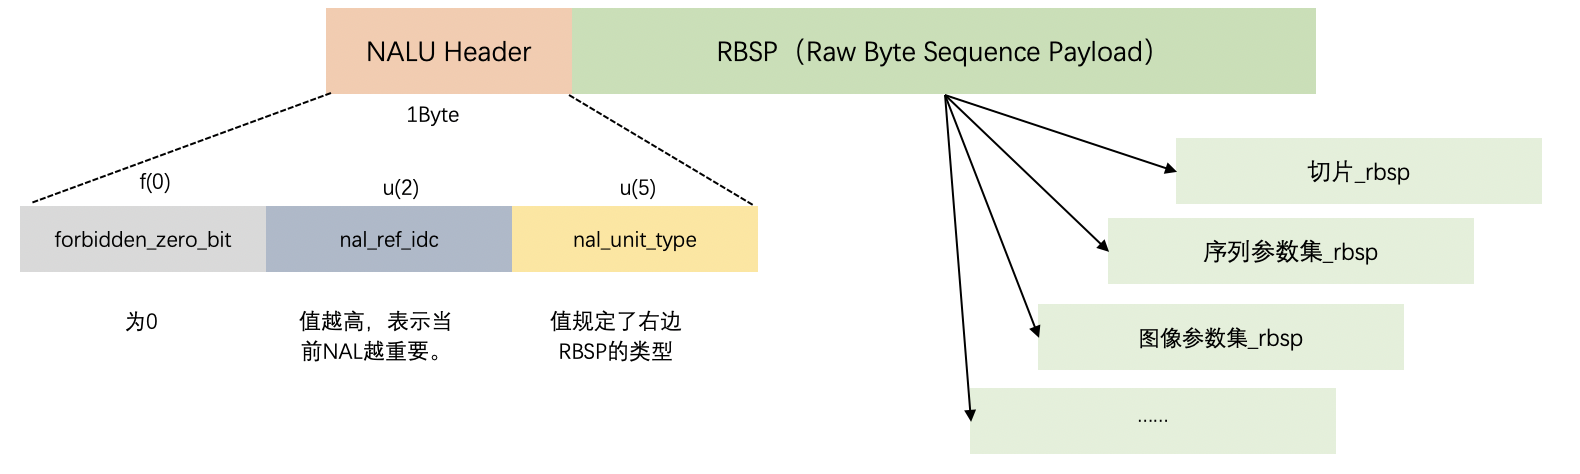 NALU Header
RBSP（Raw Byte Sequence Payload）
1Byte
f(0)
u(2)
u(5)
forbidden_zero_bit
nal_ref_idc
nal_unit_type
为0
值越高，表示当
前NAL越重要。
值规定了右边
RBSP的类型
切片_rbsp
序列参数集_rbsp
图像参数集_rbsp
……